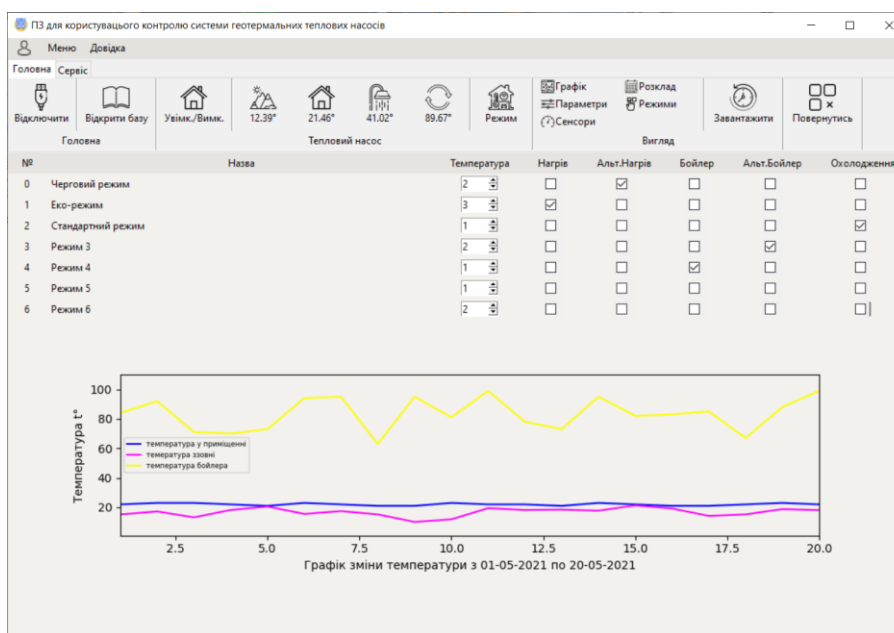 ПЗ для користувацього контролю системи геотермальних теплових насосів
Меню Довідка
Головна Сервіс
Відключити Відкрити базу Увімк./Вимк. 12.39° 21.46° 41.02° 89.67° Режим
Графік Розклад
Параметри Режими
Сенсори
Завантажити Повернутись
Головна Тепловий насос Вигляд
№ Назва Температура Нагрів Альт.Нагрів Бойлер Альт.Бойлер Охолодження
0 Черговий режим 2
1 Еко-режим 3
2 Стандартний режим 1
3 Режим 3 2
4 Режим 4 1
5 Режим 5 1
6 Режим 6 2
Температура t°
100
80
60
40
20
температура у приміщенні
темература ззовні
температура бойлера
2.5 5.0 7.5 10.0 12.5 15.0 17.5 20.0
Графік зміни температури з 01-05-2021 по 20-05-2021